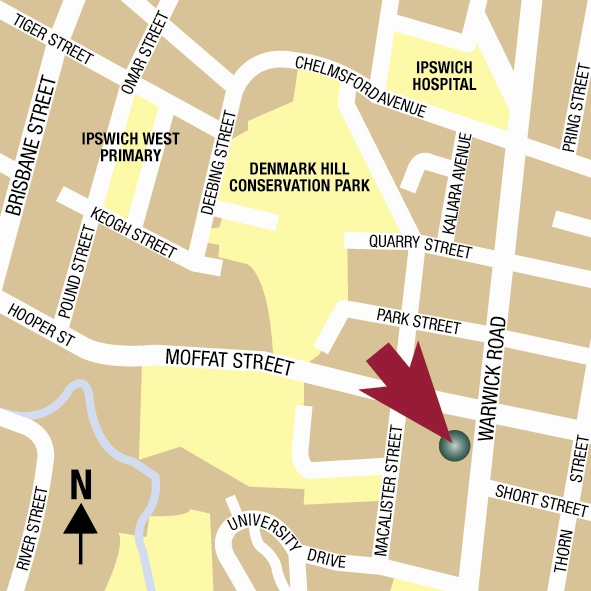 TIGER STREET
OMAR STREET
CHELMSFORD AVENUE
IPSWICH
HOSPITAL
PRING STREET
BRISBANE STREET
IPSWICH WEST
PRIMARY
DEEBING STREET
DENMARK HILL
CONSERVATION PARK
KALIARA AVENUE
KEOGH STREET
QUARRY STREET
POUND STREET
HOOPER ST
PARK STREET
MOFFAT STREET
WARWICK ROAD
MACALISTER STREET
N
RIVER STREET
UNIVERSITY DRIVE
SHORT STREET
THORN STREET